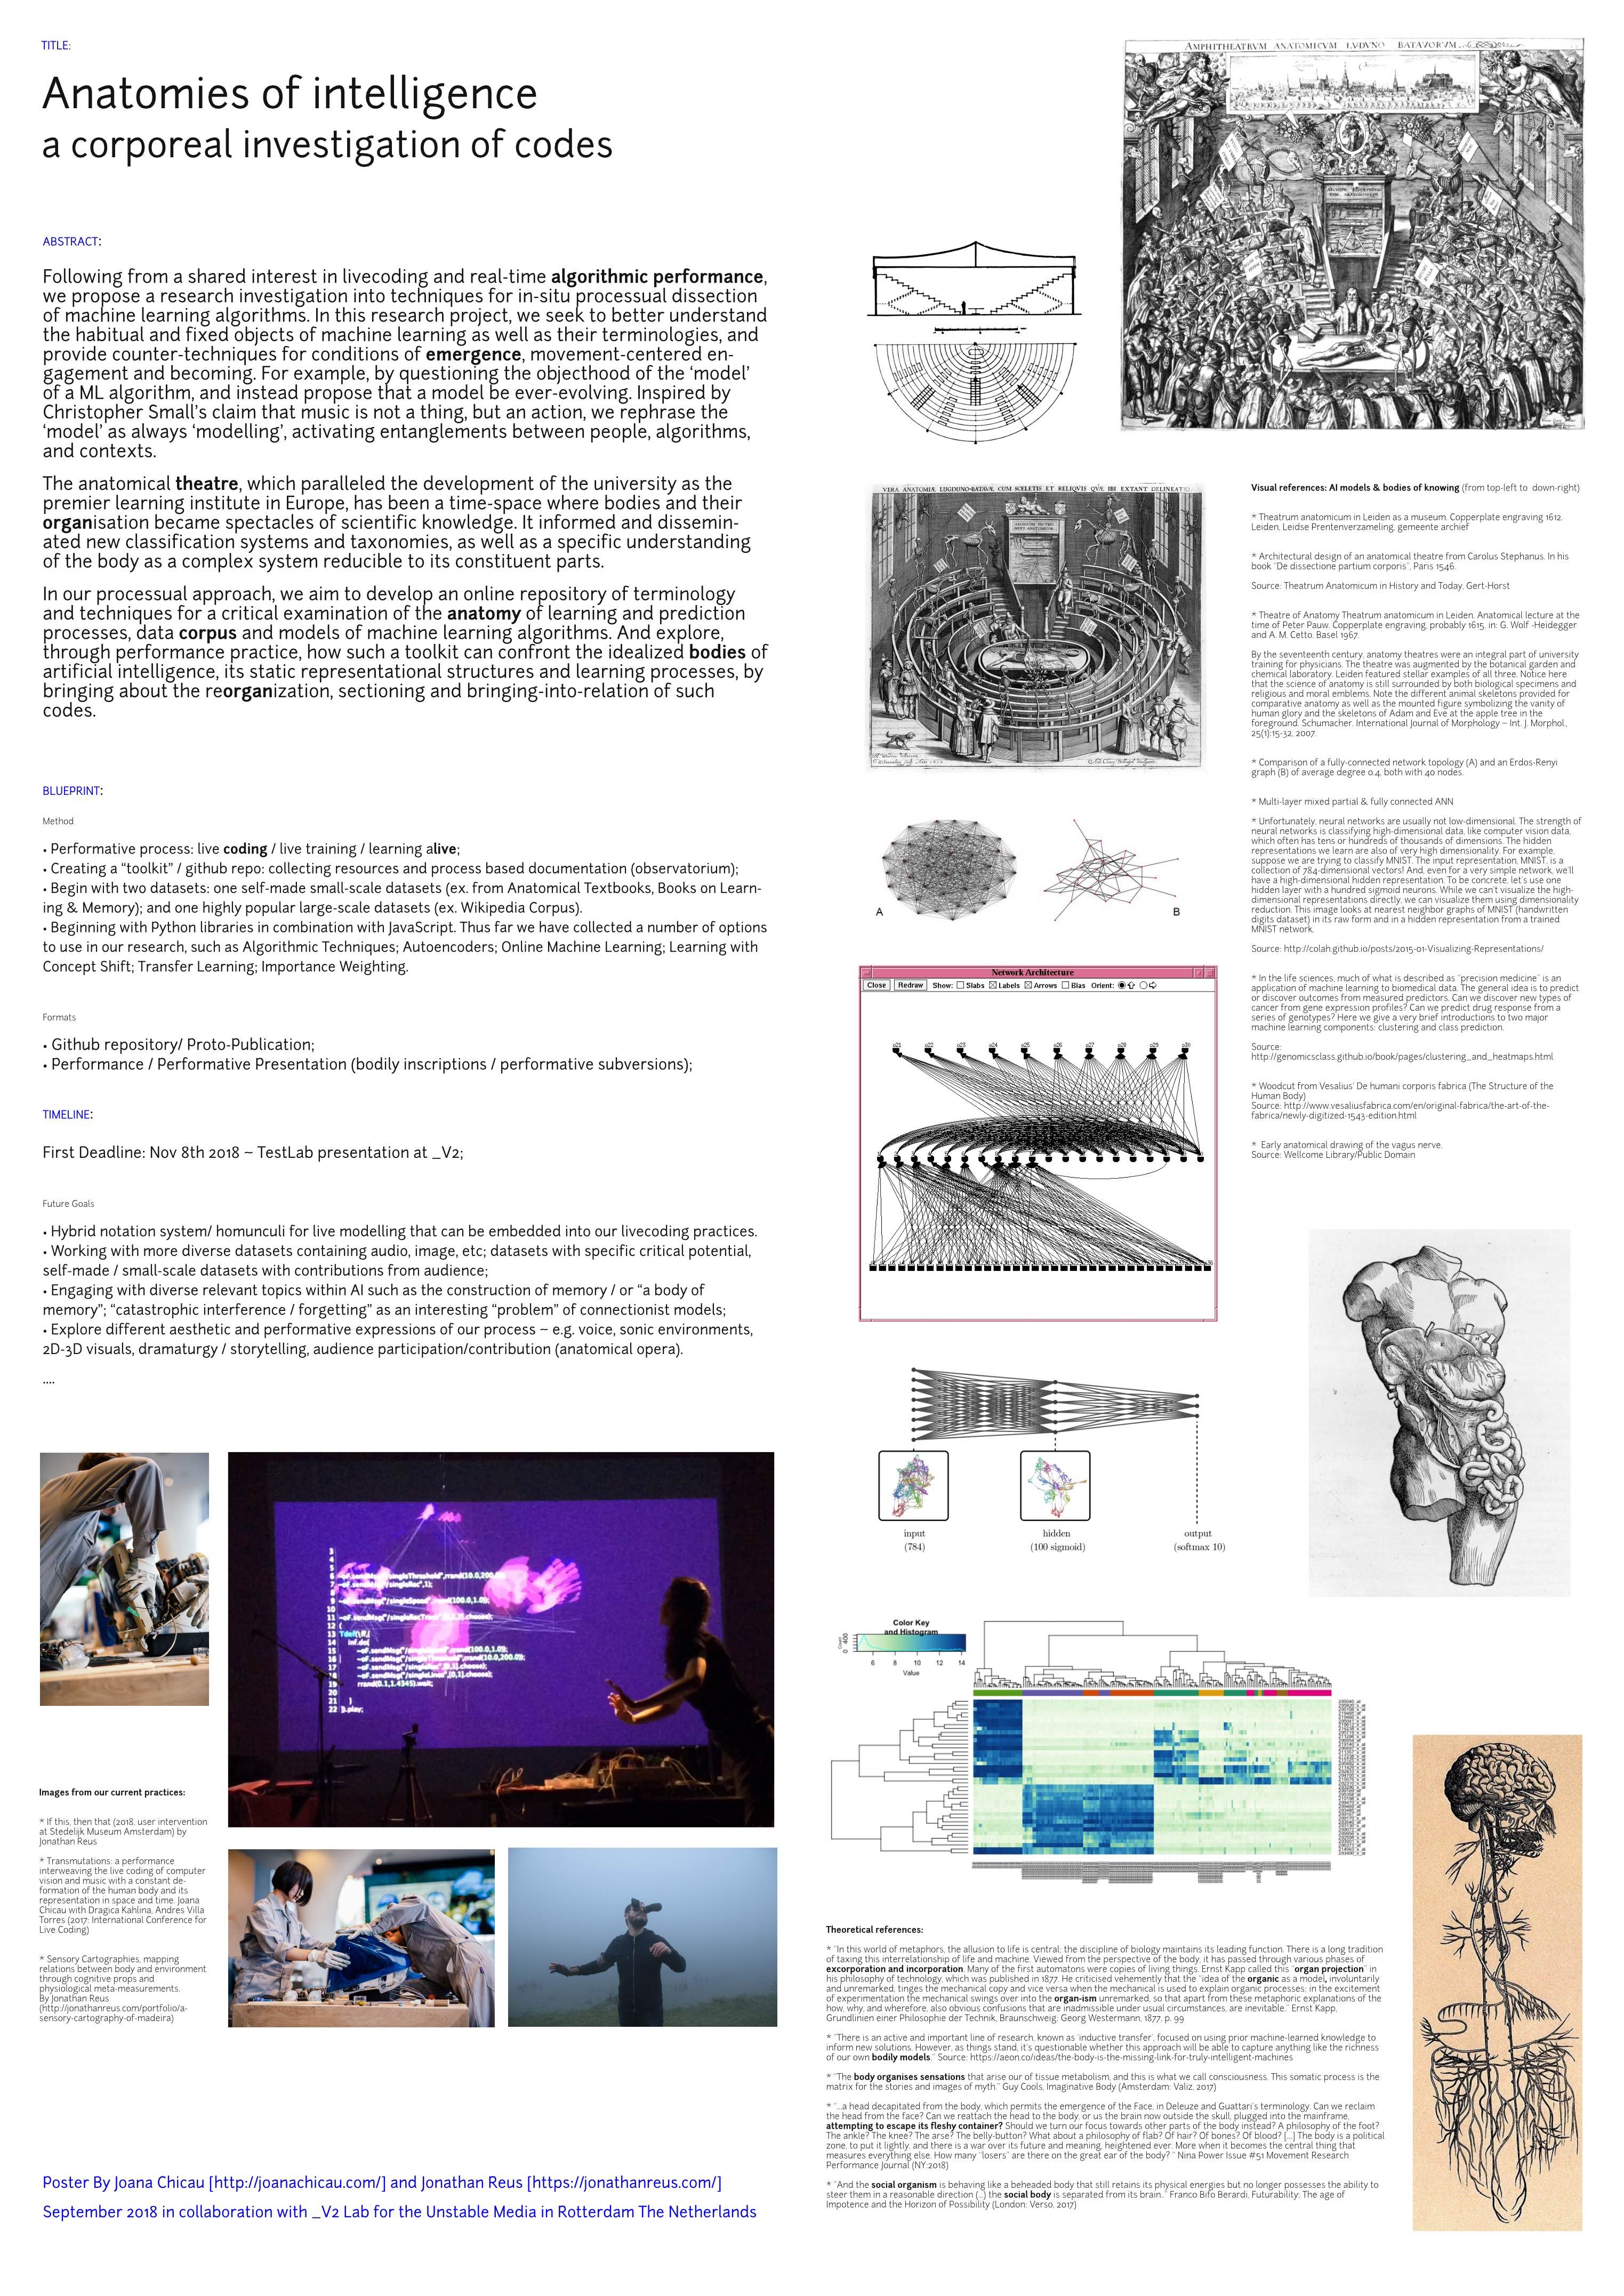 TITLE:
Anatomies of intelligence
a corporeal investigation of codes
ABSTRACT:
Following from a shared interest in livecoding and real-time algorithmic performance,
we propose a research investigation into techniques for in-situ processual dissection
of machine learning algorithms. In this research project, we seek to better understand
the habitual and fixed objects of machine learning as well as their terminologies, and
provide counter-techniques for conditions of emergence, movement-centered en-
gagement and becoming. For example, by questioning the objecthood of the ‘model’
of a ML algorithm, and instead propose that a model be ever-evolving. Inspired by
Christopher Small’s claim that music is not a thing, but an action, we rephrase the
‘model’ as always ‘modelling’, activating entanglements between people, algorithms,
and contexts.
The anatomical theatre, which paralleled the development of the university as the
premier learning institute in Europe, has been a time-space where bodies and their
organisation became spectacles of scientific knowledge. It informed and dissemin-
ated new classification systems and taxonomies, as well as a specific understanding
of the body as a complex system reducible to its constituent parts.
In our processual approach, we aim to develop an online repository of terminology
and techniques for a critical examination of the anatomy of learning and prediction
processes, data corpus and models of machine learning algorithms. And explore,
through performance practice, how such a toolkit can confront the idealized bodies of
artificial intelligence, its static representational structures and learning processes, by
bringing about the reorganization, sectioning and bringing-into-relation of such
codes.
BLUEPRINT:
Method
• Performative process: live coding / live training / learning alive;
• Creating a “toolkit” / github repo: collecting resources and process based documentation (observatorium);
• Begin with two datasets: one self-made small-scale datasets (ex. from Anatomical Textbooks, Books on Learn-
ing & Memory); and one highly popular large-scale datasets (ex. Wikipedia Corpus).
• Beginning with Python libraries in combination with JavaScript. Thus far we have collected a number of options
to use in our research, such as Algorithmic Techniques; Autoencoders; Online Machine Learning; Learning with
Concept Shift; Transfer Learning; Importance Weighting.
Formats
• Github repository/ Proto-Publication;
• Performance / Performative Presentation (bodily inscriptions / performative subversions);
TIMELINE:
First Deadline: Nov 8th 2018 – TestLab presentation at _V2;
Future Goals
• Hybrid notation system/ homunculi for live modelling that can be embedded into our livecoding practices.
• Working with more diverse datasets containing audio, image, etc; datasets with specific critical potential,
self-made / small-scale datasets with contributions from audience;
• Engaging with diverse relevant topics within AI such as the construction of memory / or “a body of
memory”; “catastrophic interference / forgetting” as an interesting “problem” of connectionist models;
• Explore different aesthetic and performative expressions of our process – e.g. voice, sonic environments,
2D-3D visuals, dramaturgy / storytelling, audience participation/contribution (anatomical opera).
....
Images from our current practices:
* If this, then that (2018, user intervention
at Stedelijk Museum Amsterdam) by
Jonathan Reus
* Transmutations: a performance
interweaving the live coding of computer
vision and music with a constant de-
formation of the human body and its
representation in space and time. Joana
Chicau with Dragica Kahlina, Andres Villa
Torres (2017: International Conference for
Live Coding)
* Sensory Cartographies, mapping
relations between body and environment
through cognitive props and
physiological meta-measurements.
By Jonathan Reus
(http://jonathanreus.com/portfolio/a-
sensory-cartography-of-madeira)
Poster By Joana Chicau [http://joanachicau.com/] and Jonathan Reus [https://jonathanreus.com/]
September 2018 in collaboration with _V2 Lab for the Unstable Media in Rotterdam The Netherlands
AMPHITHEATRVM ANATOMICVM LVDVNO BATAVORVM
VERA ANATOMIÆ LUGDUNO-BATAVÆ CUM SCELETIS ET RELIQVIS QVÆ IBI EXTANT DELINEATIO
A
B
Network Architecture
Close Redraw Show: Slabs Labels Arrows Bias Orient:
o21 o22 o23 o24 o25 o26 o27 o28 o29 o30
input
(784)
hidden
(100 sigmoid)
output
(softmax 10)
Color Key
and Histogram
Count
0 400
6 8 10 12 14
Value
Visual references: AI models & bodies of knowing (from top-left to down-right)
* Theatrum anatomicum in Leiden as a museum. Copperplate engraving 1612.
Leiden, Leidse Prentenverzameling, gemeente archief
* Architectural design of an anatomical theatre from Carolus Stephanus. In his
book “De dissectione partium corporis”, Paris 1546.
Source: Theatrum Anatomicum in History and Today, Gert-Horst
* Theatre of Anatomy Theatrum anatomicum in Leiden. Anatomical lecture at the
time of Peter Pauw. Copperplate engraving, probably 1615. in: G. Wolf -Heidegger
and A. M. Cetto. Basel 1967.
By the seventeenth century, anatomy theatres were an integral part of university
training for physicians. The theatre was augmented by the botanical garden and
chemical laboratory. Leiden featured stellar examples of all three. Notice here
that the science of anatomy is still surrounded by both biological specimens and
religious and moral emblems. Note the different animal skeletons provided for
comparative anatomy as well as the mounted figure symbolizing the vanity of
human glory and the skeletons of Adam and Eve at the apple tree in the
foreground. Schumacher. International Journal of Morphology – Int. J. Morphol.,
25(1):15-32, 2007.
* Comparison of a fully-connected network topology (A) and an Erdos-Renyi
graph (B) of average degree 0.4, both with 40 nodes.
* Multi-layer mixed partial & fully connected ANN
* Unfortunately, neural networks are usually not low-dimensional. The strength of
neural networks is classifying high-dimensional data, like computer vision data,
which often has tens or hundreds of thousands of dimensions. The hidden
representations we learn are also of very high dimensionality. For example,
suppose we are trying to classify MNIST. The input representation, MNIST, is a
collection of 784-dimensional vectors! And, even for a very simple network, we’ll
have a high-dimensional hidden representation. To be concrete, let’s use one
hidden layer with a hundred sigmoid neurons. While we can’t visualize the high-
dimensional representations directly, we can visualize them using dimensionality
reduction. This image looks at nearest neighbor graphs of MNIST (handwritten
digits dataset) in its raw form and in a hidden representation from a trained
MNIST network.
Source: http://colah.github.io/posts/2015-01-Visualizing-Representations/
* In the life sciences, much of what is described as “precision medicine” is an
application of machine learning to biomedical data. The general idea is to predict
or discover outcomes from measured predictors. Can we discover new types of
cancer from gene expression profiles? Can we predict drug response from a
series of genotypes? Here we give a very brief introductions to two major
machine learning components: clustering and class prediction.
Source:
http://genomicsclass.github.io/book/pages/clustering_and_heatmaps.html
* Woodcut from Vesalius’ De humani corporis fabrica (The Structure of the
Human Body)
Source: http://www.vesaliusfabrica.com/en/original-fabrica/the-art-of-the-
fabrica/newly-digitized-1543-edition.html
* Early anatomical drawing of the vagus nerve.
Source: Wellcome Library/Public Domain
Theoretical references:
* “In this world of metaphors, the allusion to life is central; the discipline of biology maintains its leading function. There is a long tradition
of taxing this interrelationship of life and machine. Viewed from the perspective of the body, it has passed through various phases of
excorporation and incorporation. Many of the first automatons were copies of living things. Ernst Kapp called this “organ projection” in
his philosophy of technology, which was published in 1877. He criticised vehemently that the “idea of the organic as a model, involuntarily
and unremarked, tinges the mechanical copy and vice versa when the mechanical is used to explain organic processes; in the excitement
of experimentation the mechanical swings over into the organ-ism unremarked, so that apart from these metaphoric explanations of the
how, why, and wherefore, also obvious confusions that are inadmissible under usual circumstances, are inevitable.” Ernst Kapp,
Grundlinien einer Philosophie der Technik, Braunschweig: Georg Westermann, 1877, p. 99
* “There is an active and important line of research, known as ‘inductive transfer’, focused on using prior machine-learned knowledge to
inform new solutions. However, as things stand, it’s questionable whether this approach will be able to capture anything like the richness
of our own bodily models.” Source: https://aeon.co/ideas/the-body-is-the-missing-link-for-truly-intelligent-machines
* “The body organises sensations that arise our of tissue metabolism, and this is what we call consciousness. This somatic process is the
matrix for the stories and images of myth.” Guy Cools, Imaginative Body (Amsterdam: Valiz, 2017)
* “...a head decapitated from the body, which permits the emergence of the Face, in Deleuze and Guattari’s terminology. Can we reclaim
the head from the face? Can we reattach the head to the body, or us the brain now outside the skull, plugged into the mainframe,
attempting to escape its fleshy container? Should we turn our focus towards other parts of the body instead? A philosophy of the foot?
The ankle? The knee? The arse? The belly-button? What about a philosophy of flab? Of hair? Of bones? Of blood? [...] The body is a political
zone, to put it lightly, and there is a war over its future and meaning, heightened ever. More when it becomes the central thing that
measures everything else. How many “losers” are there on the great ear of the body? ” Nina Power Issue #51 Movement Research
Performance Journal (NY:2018)
* “And the social organism is behaving like a beheaded body that still retains its physical energies but no longer possesses the ability to
steer them in a reasonable direction (...) the social body is separated from its brain.” Franco Bifo Berardi, Futurability: The age of
Impotence and the Horizon of Possibility (London: Verso, 2017)